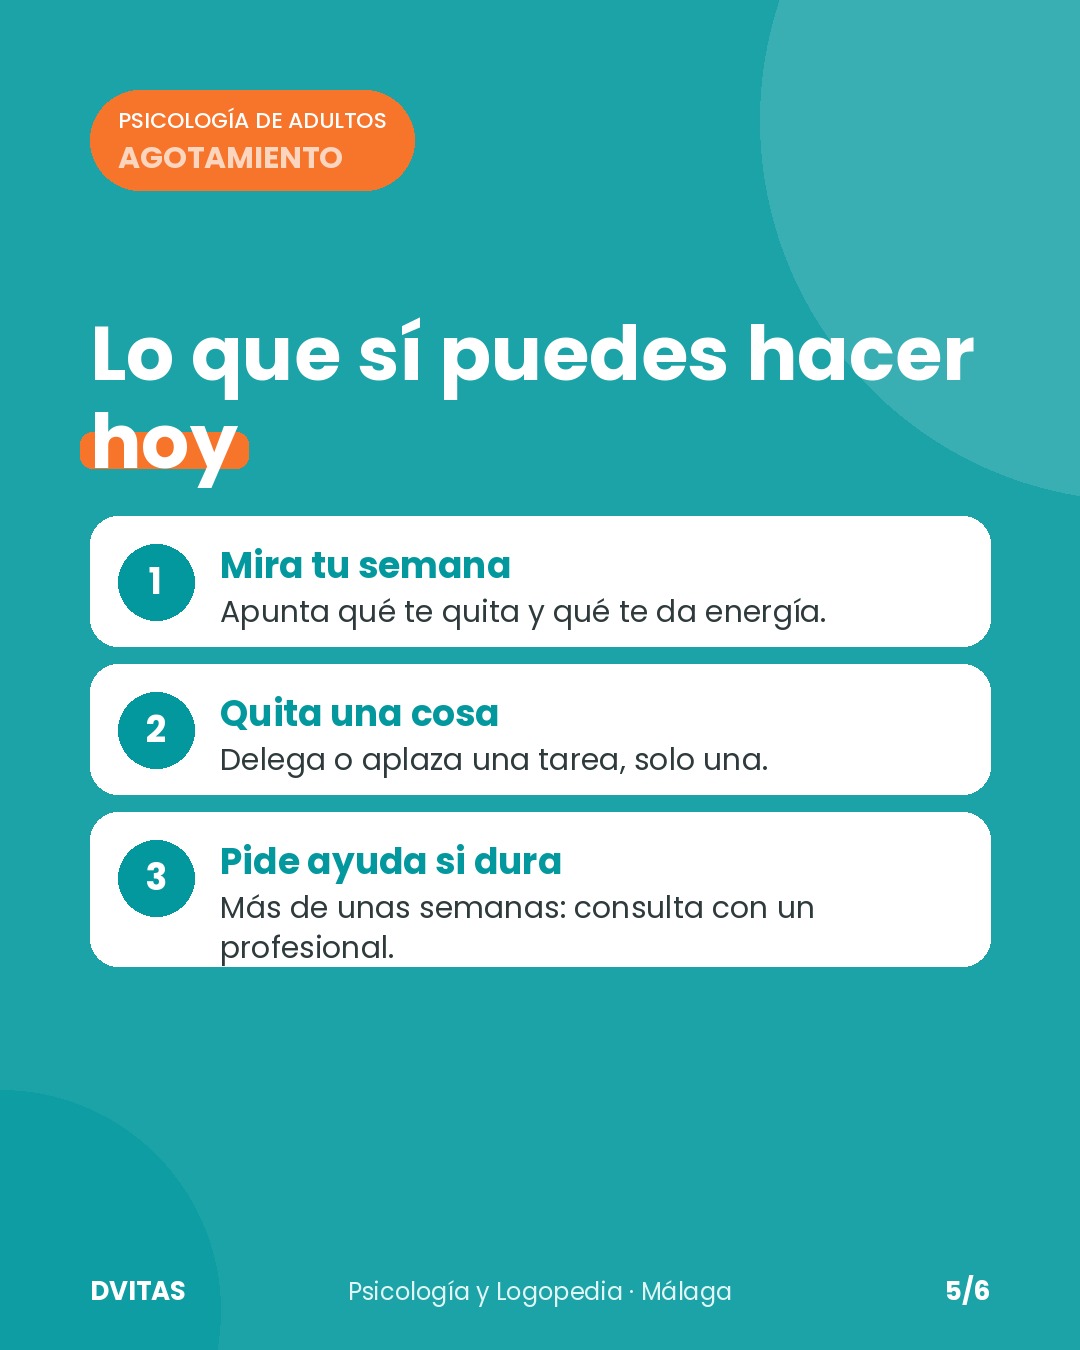 PSICOLOGÍA DE ADULTOS
AGOTAMIENTO
Lo que sí puedes hacer
hoy
1
Mira tu semana
Apunta qué te quita y qué te da energía.
2
Quita una cosa
Delega o aplaza una tarea, solo una.
3
Pide ayuda si dura
Más de unas semanas: consulta con un
profesional.
DVITAS
Psicología y Logopedia · Málaga
5/6